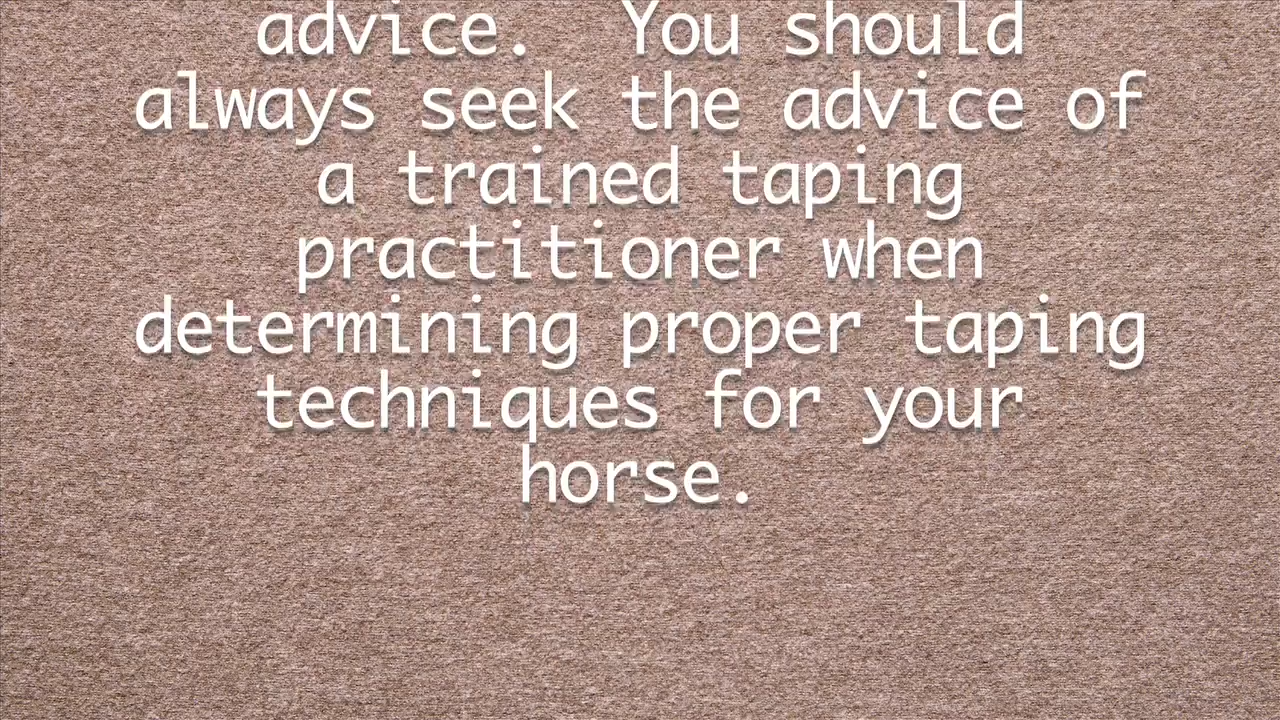 advice.  You should
always seek the advice of
a trained taping
practitioner when
determining proper taping
techniques for your
horse.